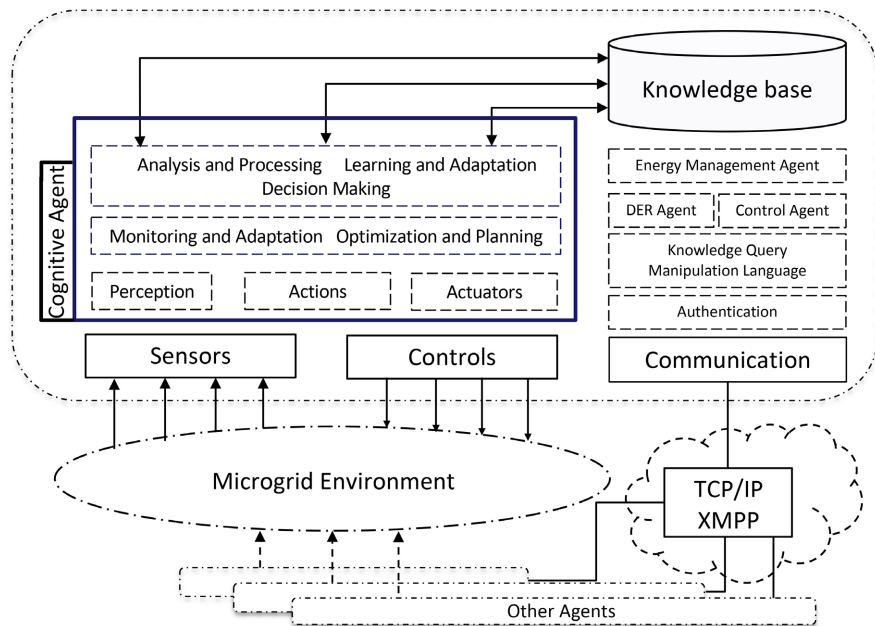 Knowledge base
Cognitive Agent
Analysis and Processing Learning and Adaptation
Decision Making
Monitoring and Adaptation Optimization and Planning
Perception
Actions
Actuators
Energy Management Agent
DER Agent
Control Agent
Knowledge Query
Manipulation Language
Authentication
Sensors
Controls
Communication
Microgrid Environment
TCP/IP
XMPP
Other Agents